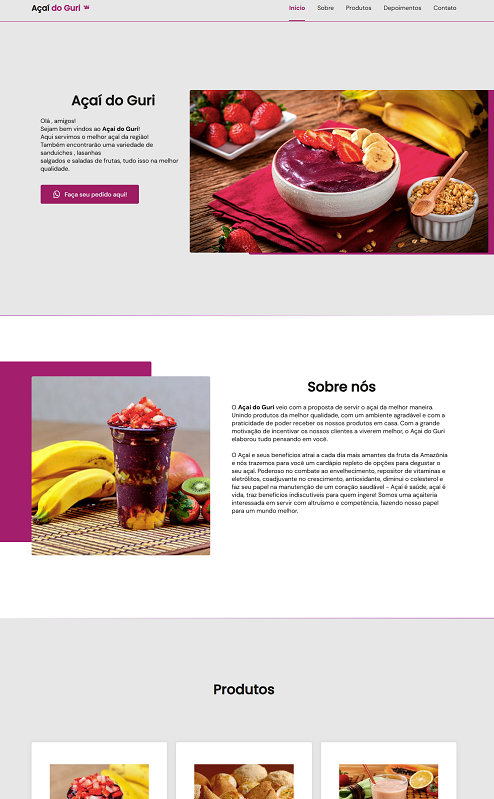 Açaí do Guri
Início Sobre Produtos Depoimentos Contato
Açaí do Guri
Olá , amigos!
Sejam bem vindos ao Açaí do Guri!
Aqui servimos o melhor açaí da região!
Também encontrarão uma variedade de
sanduíches , lasanhas
salgados e saladas de frutas, tudo isso na melhor
qualidade.
Faça seu pedido aqui!
Sobre nós
O Açaí do Guri veio com a proposta de servir o açaí da melhor maneira.
Unindo produtos da melhor qualidade, com um ambiente agradável e com a
praticidade de poder receber os nossos produtos em casa. Com a grande
motivação de incentivar os nossos clientes a viverem melhor, o Açaí do Guri
elaborou tudo pensando em você.
O Açaí e seus benefícios atrai a cada dia mais amantes da fruta da Amazônia
e nós trazemos para você um cardápio repleto de opções para degustar o
seu açaí. Poderoso no combate ao envelhecimento, repositor de vitaminas e
eletrólitos, coadjuvante no crescimento, antioxidante, diminui o colesterol e
faz seu papel na manutenção de um coração saudável - Açaí é saúde, açaí é
vida, traz benefícios indiscutíveis para quem ingere! Somos uma açaiteria
interessada em servir com altruísmo e competência, fazendo nosso papel
para um mundo melhor.
Produtos